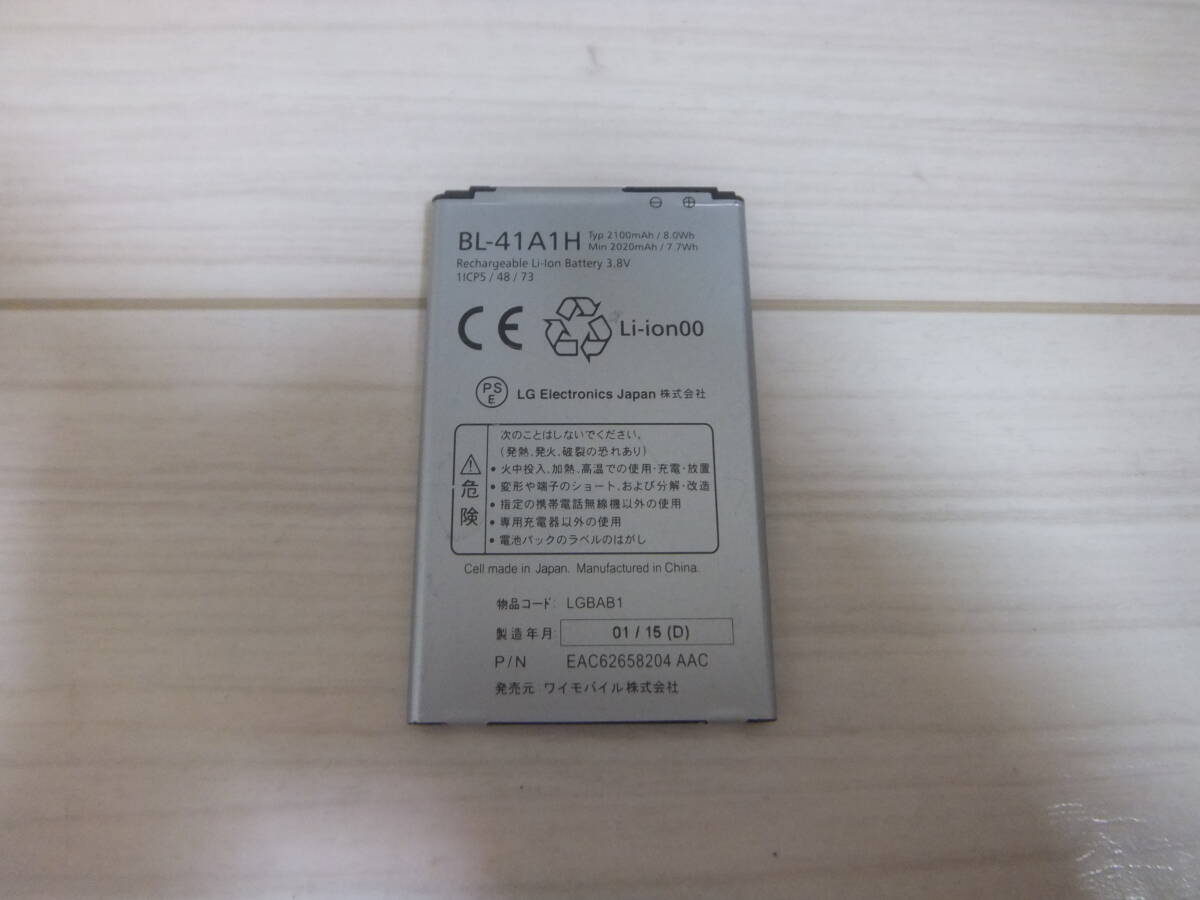 ⊖ ⊕
BL-41A1H Typ 2100mAh / 8.0Wh
Min 2020mAh / 7.7Wh
Rechargeable Li-Ion Battery 3.8V
1ICP5 / 48 / 73
CE Li-ion00
PS E LG Electronics Japan 株式会社
次のことはしないでください。
(発熱、発火、破裂の恐れあり)
⚠危険
•火中投入、加熱、高温での使用・充電・放置
•変形や端子のショート、および分解・改造
•指定の携帯電話無線機以外の使用
•専用充電器以外の使用
•電池パックのラベルのはがし
Cell made in Japan. Manufactured in China.
物品コード: LGBAB1
製造年月: 01 / 15 (D)
P/N EAC62658204 AAC
発売元 ワイモバイル株式会社